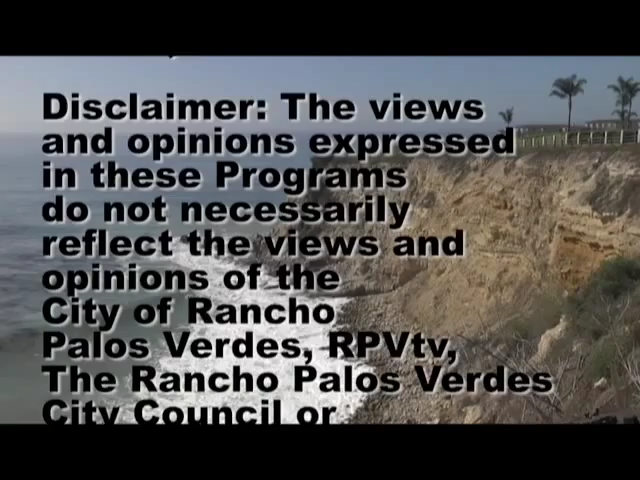 Disclaimer: The views
and opinions expressed
in these Programs
do not necessarily
reflect the views and
opinions of the
City of Rancho
Palos Verdes, RPVtv,
The Rancho Palos Verdes
City Council or